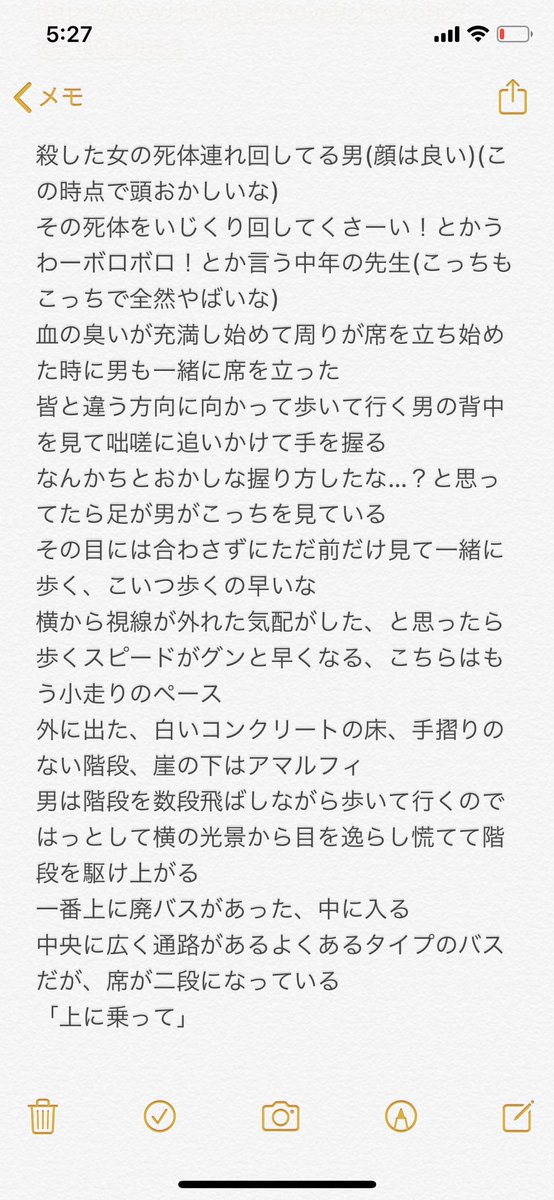 5:27
メモ
殺した女の死体連れ回してる男(顔は良い)(こ
の時点で頭おかしいな)
その死体をいじくり回してくさーい！とかう
わーボロボロ！とか言う中年の先生(こっちも
こっちで全然やばいな)
血の臭いが充満し始めて周りが席を立ち始め
た時に男も一緒に席を立った
皆と違う方向に向かって歩いて行く男の背中
を見て咄嗟に追いかけて手を握る
なんかちとおかしな握り方したな...？と思っ
てたら足が男がこっちを見ている
その目には合わさずにただ前だけ見て一緒に
歩く、こいつ歩くの早いな
横から視線が外れた気配がした、と思ったら
歩くスピードがグンと早くなる、こちらはも
う小走りのペース
外に出た、白いコンクリートの床、手摺りの
ない階段、崖の下はアマルフィ
男は階段を数段飛ばしながら歩いて行くので
はっとして横の光景から目を逸らし慌てて階
段を駆け上がる
一番上に廃バスがあった、中に入る
中央に広く通路があるよくあるタイプのバス
だが、席が二段になっている
「上に乗って」